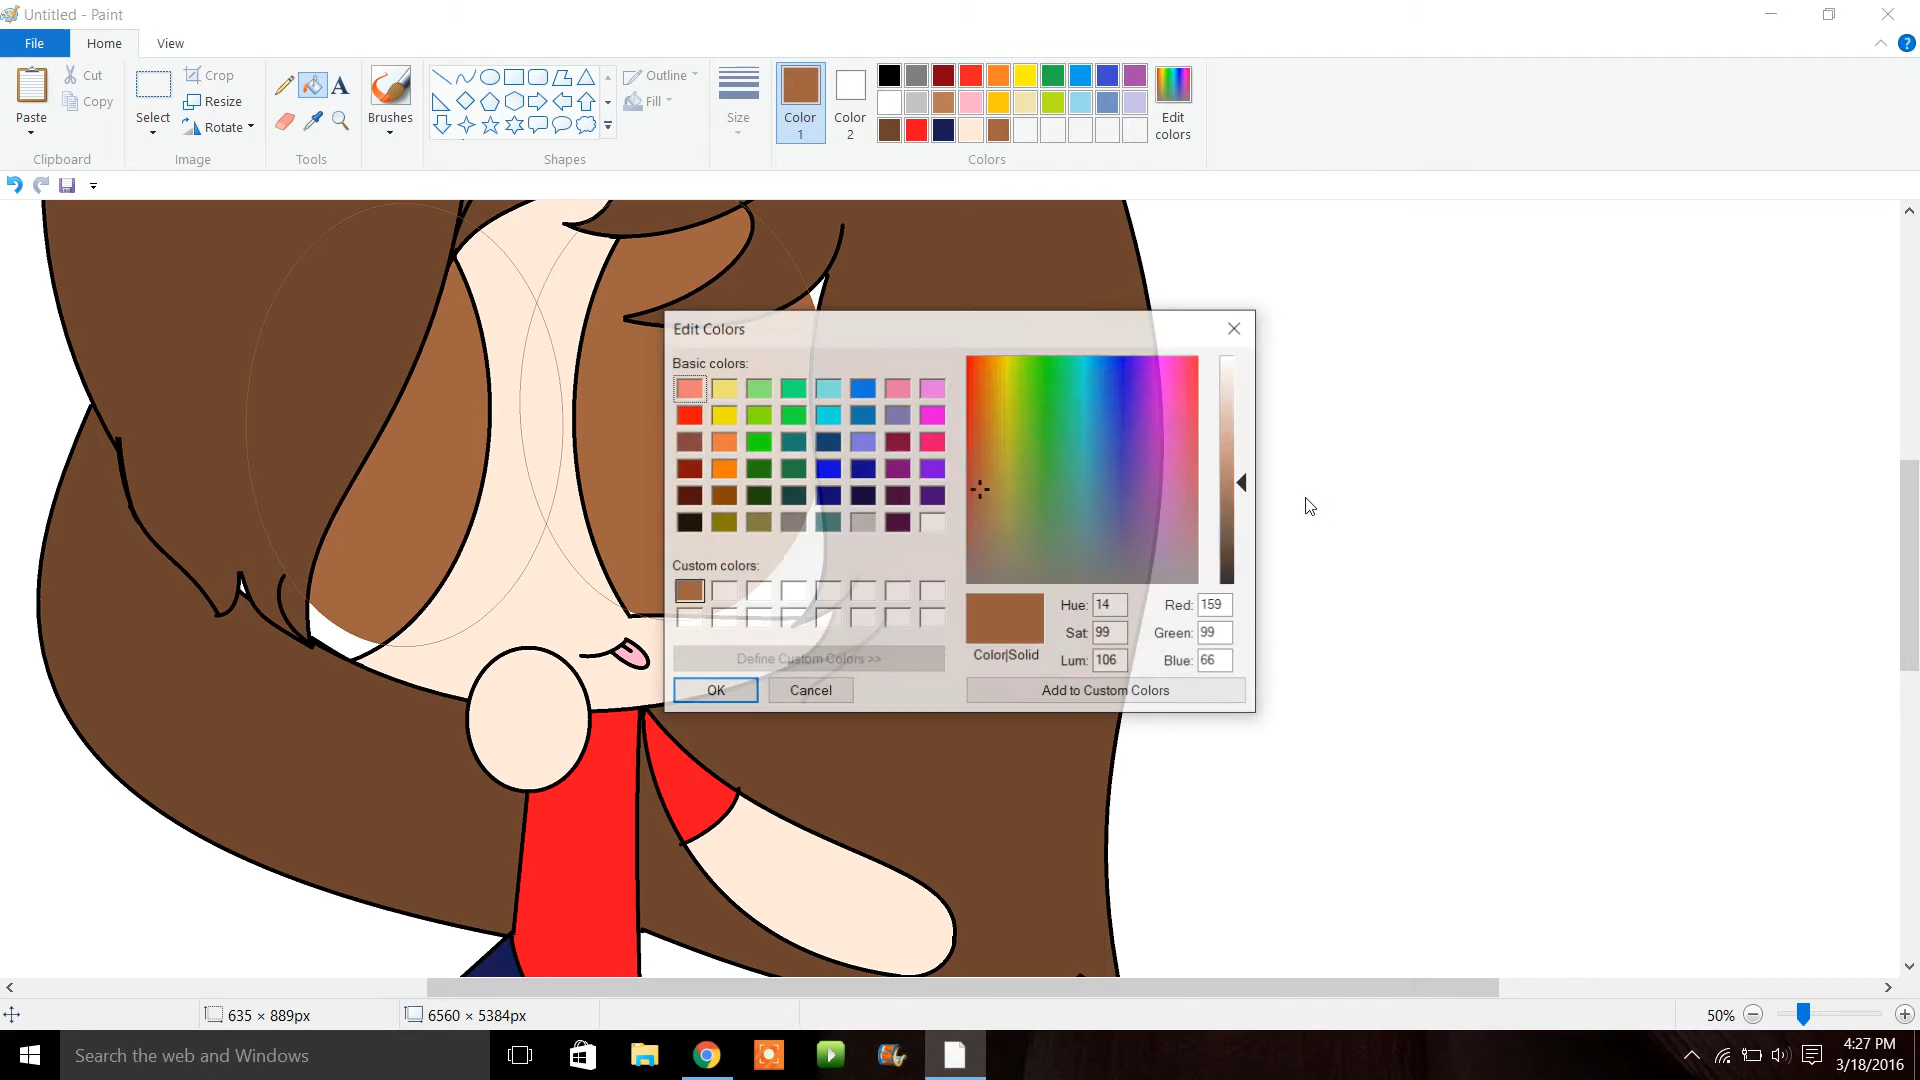 Untitled - Paint
File Home View
Paste
Cut
Copy
Clipboard
Select
Crop
Resize
Rotate
Image
Tools
Brushes
Shapes
Outline
Fill
Size
Color
1
Color
2
Edit
colors
Colors
Edit Colors
Basic colors:
Custom colors:
Define Custom Colors >>
OK Cancel
Color|Solid
Hue: 14 Red: 159
Sat: 99 Green: 99
Lum: 106 Blue: 66
Add to Custom Colors
635 × 889px 6560 × 5384px 50%
Search the web and Windows
4:27 PM
3/18/2016